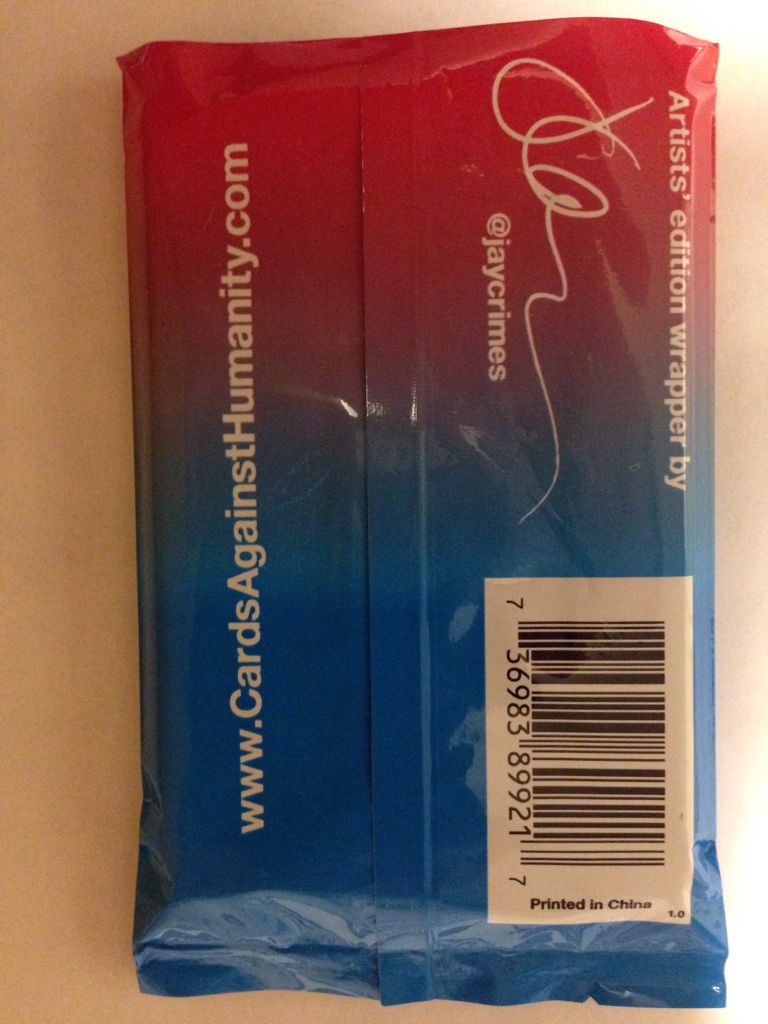 Artists' edition wrapper by
@jaycrimes
7 36983 89921 7
Printed in China
1.0
www.CardsAgainstHumanity.com